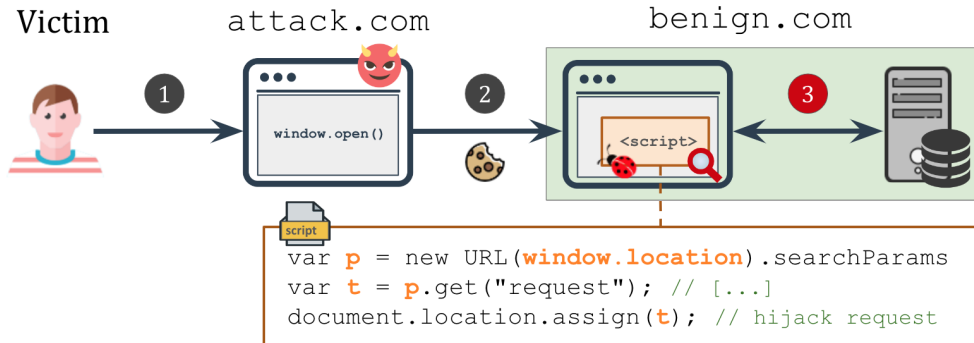 Victim
attack.com
benign.com
1
2
3
window.open()
<script>
script
var p = new URL(window.location).searchParams
var t = p.get("request"); // [...]
document.location.assign(t); // hijack request